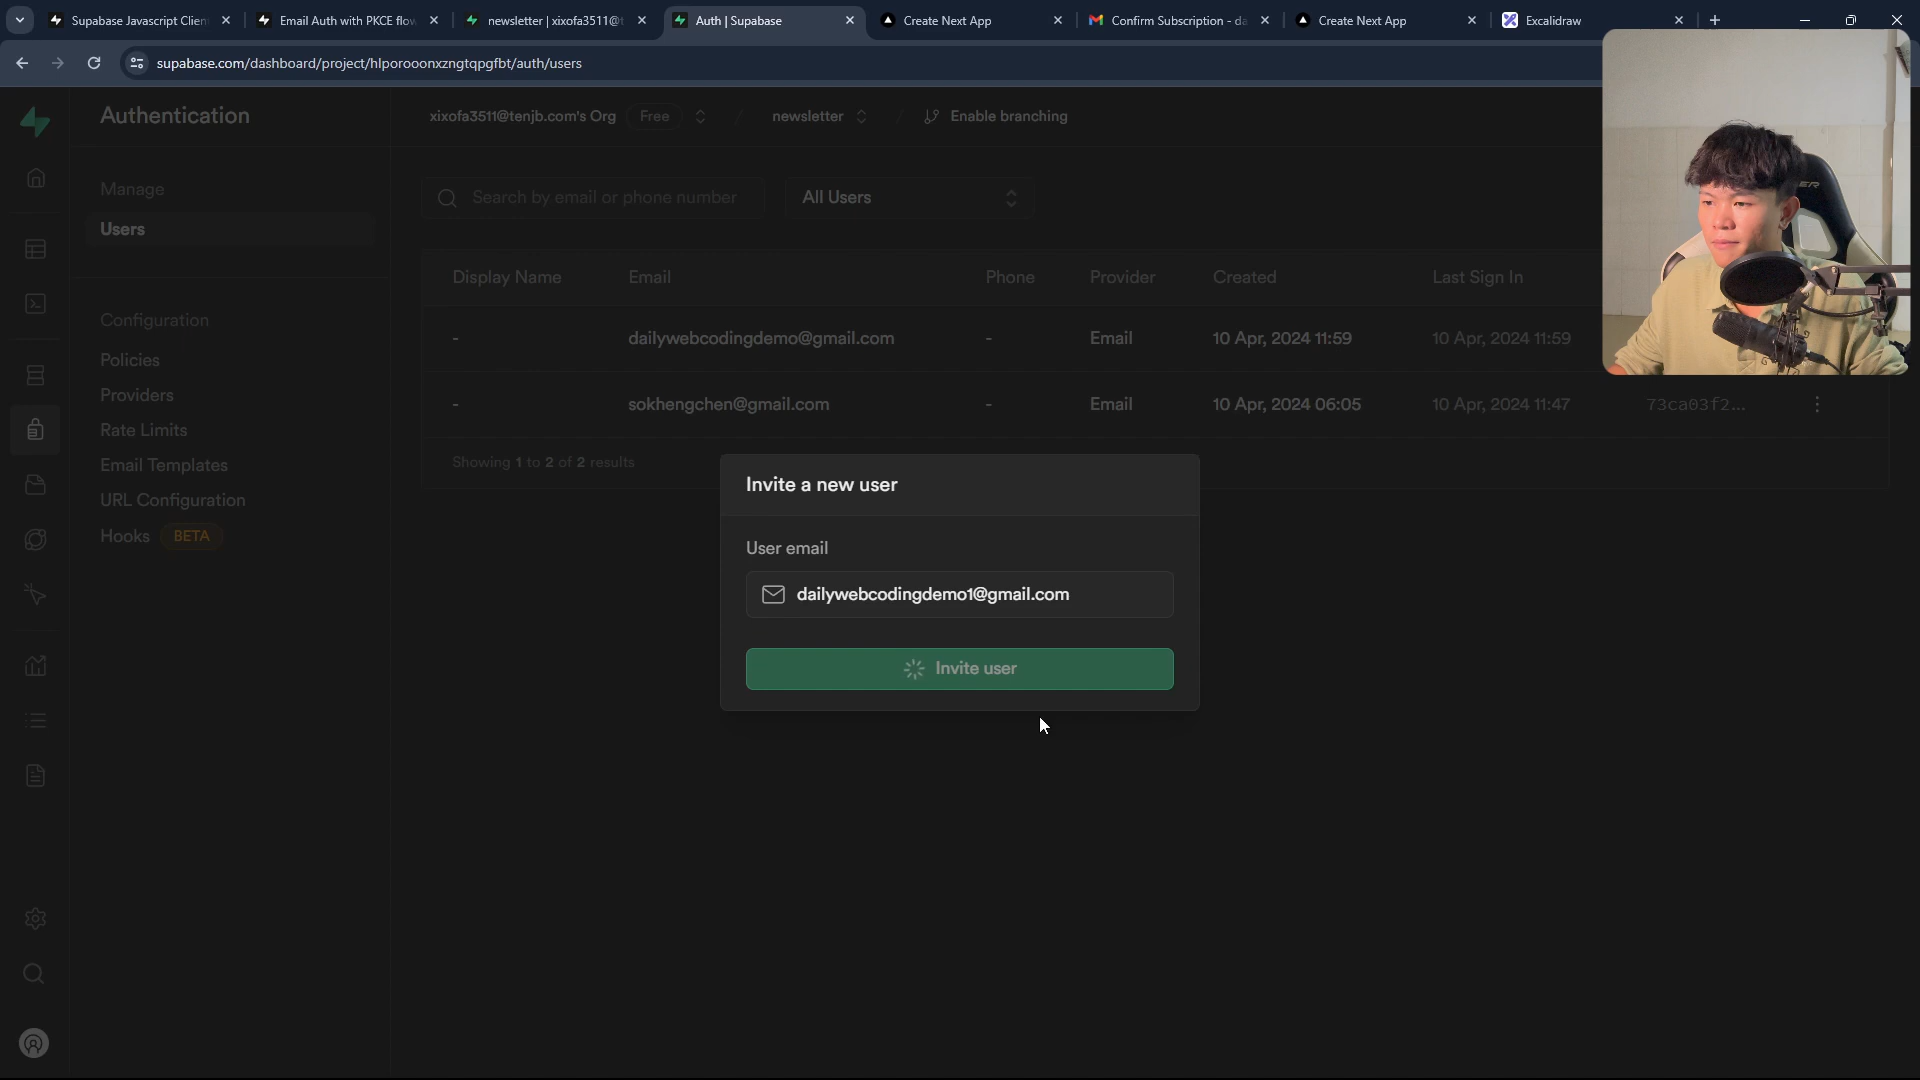 Supabase Javascript Clien
Email Auth with PKCE flow
newsletter | xixofa3511@t
Auth | Supabase
Create Next App
Confirm Subscription - da
Create Next App
Excalidraw
supabase.com/dashboard/project/hlporooonxzngtqpgfbt/auth/users
Authentication
xixofa3511@tenjb.com's Org
Free
/
newsletter
/
Enable branching
Manage
Users
Configuration
Policies
Providers
Rate Limits
Email Templates
URL Configuration
Hooks BETA
Search by email or phone number
All Users
Display Name Email Phone Provider Created Last Sign In
- dailywebcodingdemo@gmail.com - Email 10 Apr, 2024 11:59 10 Apr, 2024 11:59
- sokhengchen@gmail.com - Email 10 Apr, 2024 06:05 10 Apr, 2024 11:47 73ca03f2...
Showing 1 to 2 of 2 results
Invite a new user
User email
dailywebcodingdemo1@gmail.com
Invite user